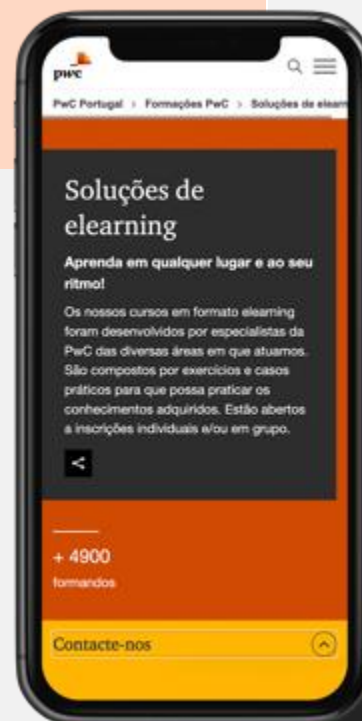 pwc
PwC Portugal > Formações PwC > Soluções de elearn
Soluções de
elearning
Aprenda em qualquer lugar e ao seu
ritmo!
Os nossos cursos em formato elearning
foram desenvolvidos por especialistas da
PwC das diversas áreas em que atuamos.
São compostos por exercícios e casos
práticos para que possa praticar os
conhecimentos adquiridos. Estão abertos
a inscrições individuais e/ou em grupo.
+ 4900
formandos
Contacte-nos